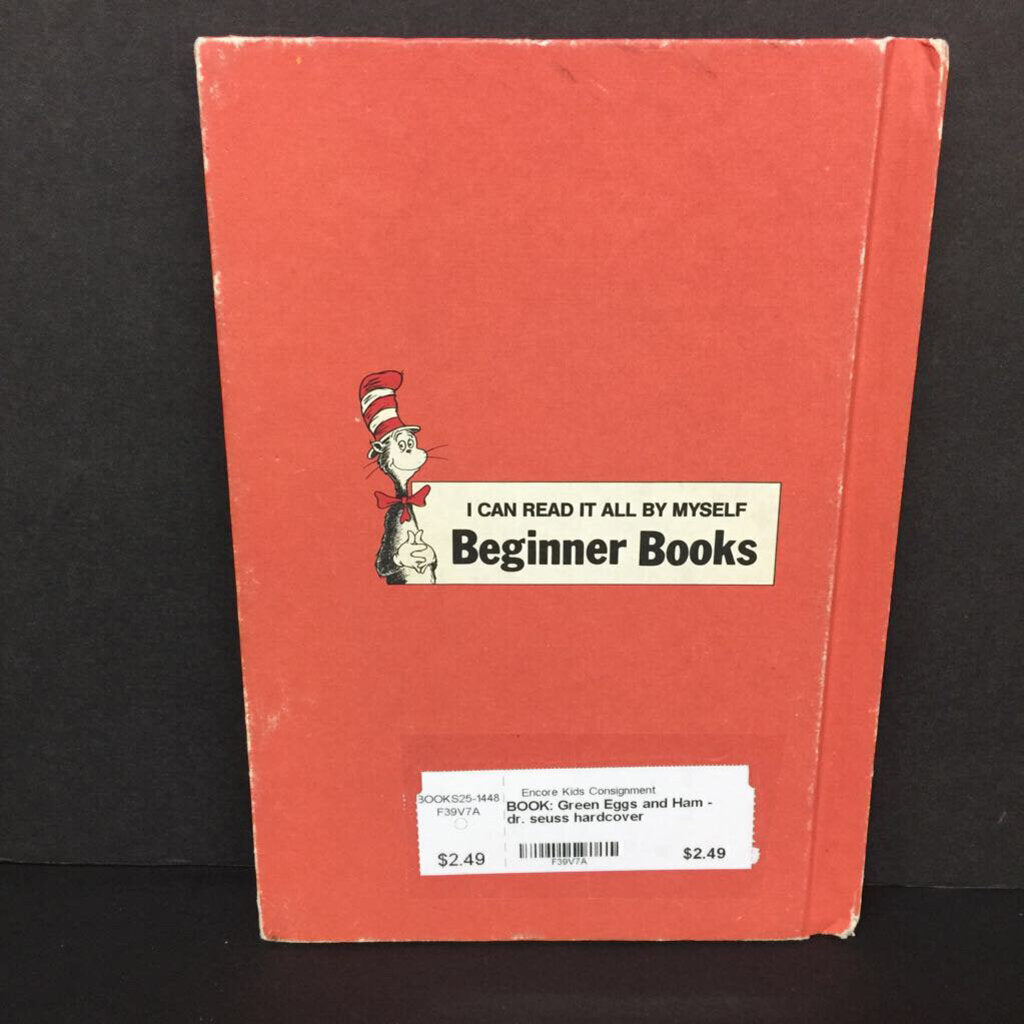 I CAN READ IT ALL BY MYSELF
Beginner Books
BOOKS25-1448
F39V7A
$2.49
Encore Kids Consignment
BOOK: Green Eggs and Ham -
dr. seuss hardcover
F39V7A
$2.49